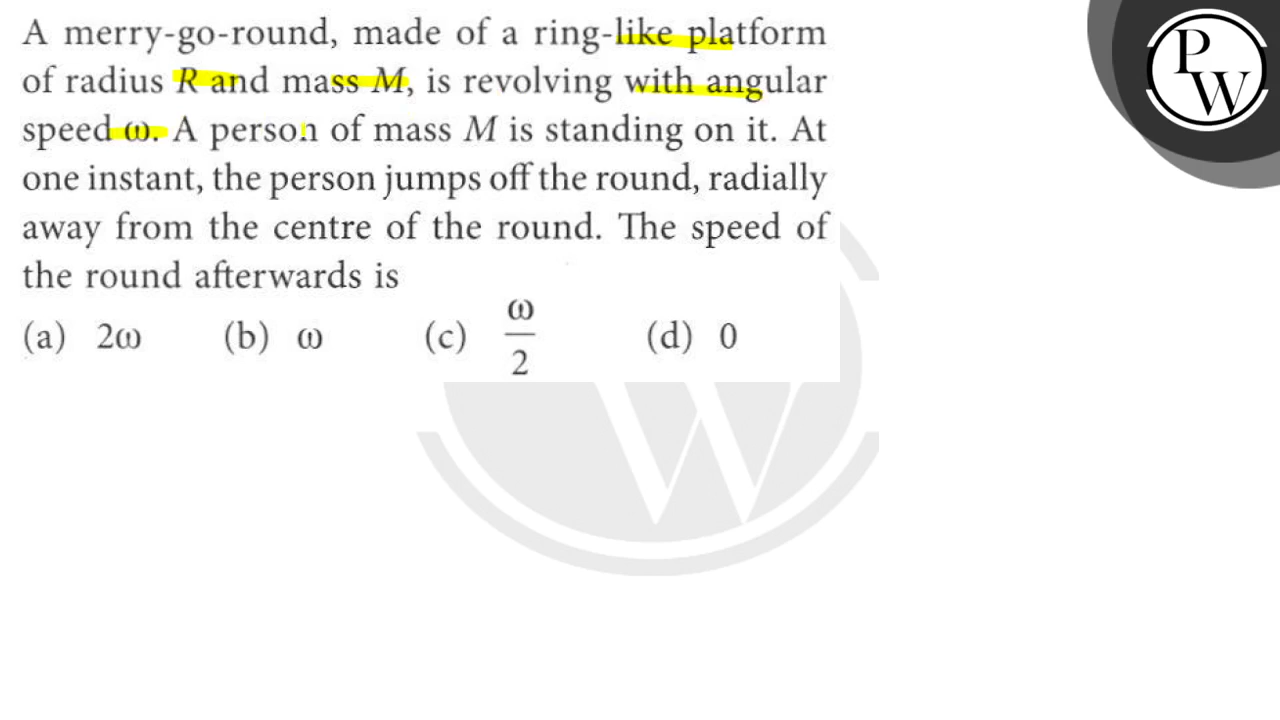 A merry-go-round, made of a ring-like platform
of radius R and mass M, is revolving with angular
speed ω. A person of mass M is standing on it. At
one instant, the person jumps off the round, radially
away from the centre of the round. The speed of
the round afterwards is
(a) 2ω (b) ω (c) ω/2 (d) 0
PW